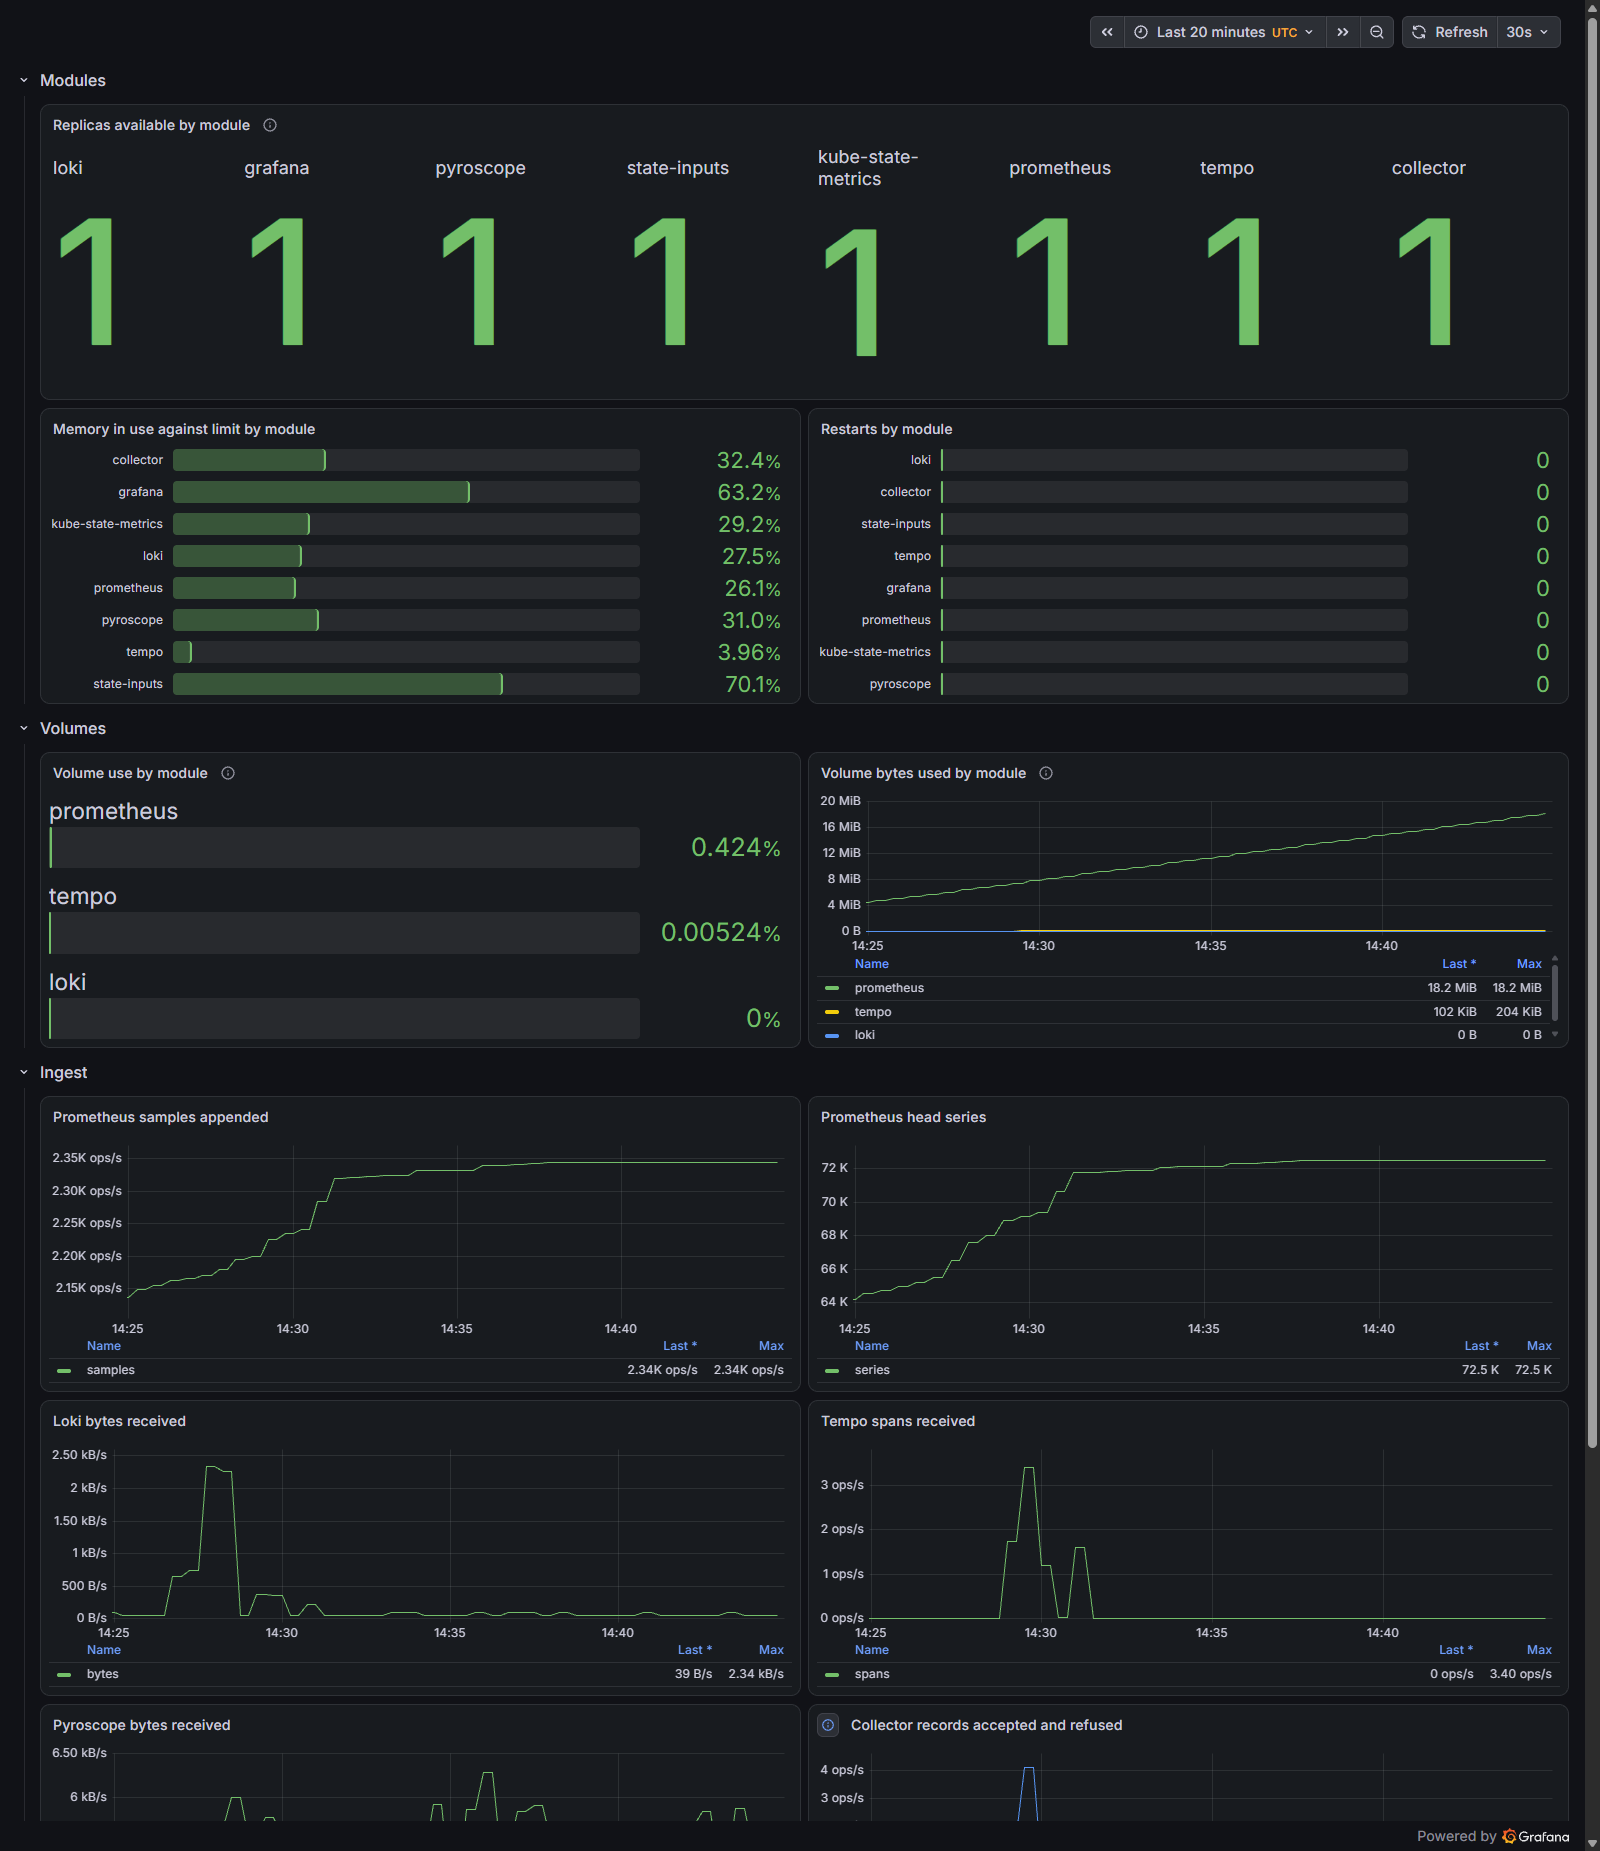 Last 20 minutes UTC
Refresh 30s
Modules
Replicas available by module
loki grafana pyroscope state-inputs kube-state-metrics prometheus tempo collector
1 1 1 1 1 1 1 1
Memory in use against limit by module
collector 32.4%
grafana 63.2%
kube-state-metrics 29.2%
loki 27.5%
prometheus 26.1%
pyroscope 31.0%
tempo 3.96%
state-inputs 70.1%
Restarts by module
loki 0
collector 0
state-inputs 0
tempo 0
grafana 0
prometheus 0
kube-state-metrics 0
pyroscope 0
Volumes
Volume use by module
prometheus
0.424%
tempo
0.00524%
loki
0%
Volume bytes used by module
20 MiB
16 MiB
12 MiB
8 MiB
4 MiB
0 B
14:25 14:30 14:35 14:40
Name Last * Max
prometheus 18.2 MiB 18.2 MiB
tempo 102 KiB 204 KiB
loki 0 B 0 B
Ingest
Prometheus samples appended
2.35K ops/s
2.30K ops/s
2.25K ops/s
2.20K ops/s
2.15K ops/s
14:25 14:30 14:35 14:40
Name Last * Max
samples 2.34K ops/s 2.34K ops/s
Prometheus head series
72 K
70 K
68 K
66 K
64 K
14:25 14:30 14:35 14:40
Name Last * Max
series 72.5 K 72.5 K
Loki bytes received
2.50 kB/s
2 kB/s
1.50 kB/s
1 kB/s
500 B/s
0 B/s
14:25 14:30 14:35 14:40
Name Last * Max
bytes 39 B/s 2.34 kB/s
Tempo spans received
3 ops/s
2 ops/s
1 ops/s
0 ops/s
14:25 14:30 14:35 14:40
Name Last * Max
spans 0 ops/s 3.40 ops/s
Pyroscope bytes received
6.50 kB/s
6 kB/s
Collector records accepted and refused
4 ops/s
3 ops/s
Powered by Grafana